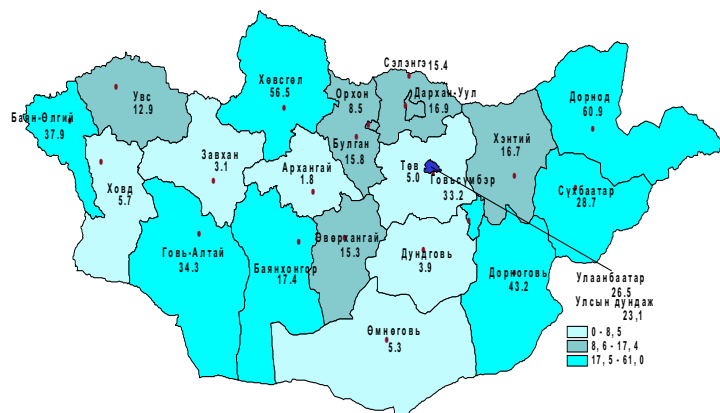 Сэлэнгэ 15.4
Хөвсгөл
56.5
Орхон
8.5
Дархан-Уул
16.9
Увс
12.9
Дорнод
60.9
Баян-Өлгий
37.9
Булган
15.8
Хэнтий
16.7
Завхан
3.1
Архангай
1.8
Төв
5.0
Говьсүмбэр
33.2
Ховд
5.7
Сүхбаатар
28.7
Өверхангай
15.3
Говь-Алтай
34.3
Баянхонгор
17.4
Дундговь
3.9
Дорноговь
43.2
Улаанбаатар
26.5
Улсын дундаж
23,1
Өмнөговь
5.3
0 - 8, 5
8, 6 - 17, 4
17, 5 - 61, 0